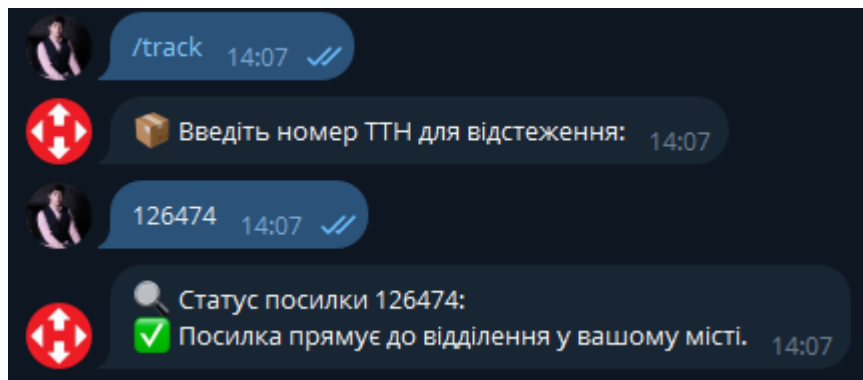 /track 14:07
📦 Введіть номер ТТН для відстеження: 14:07
126474 14:07
🔍 Статус посилки 126474:
✅ Посилка прямує до відділення у вашому місті. 14:07